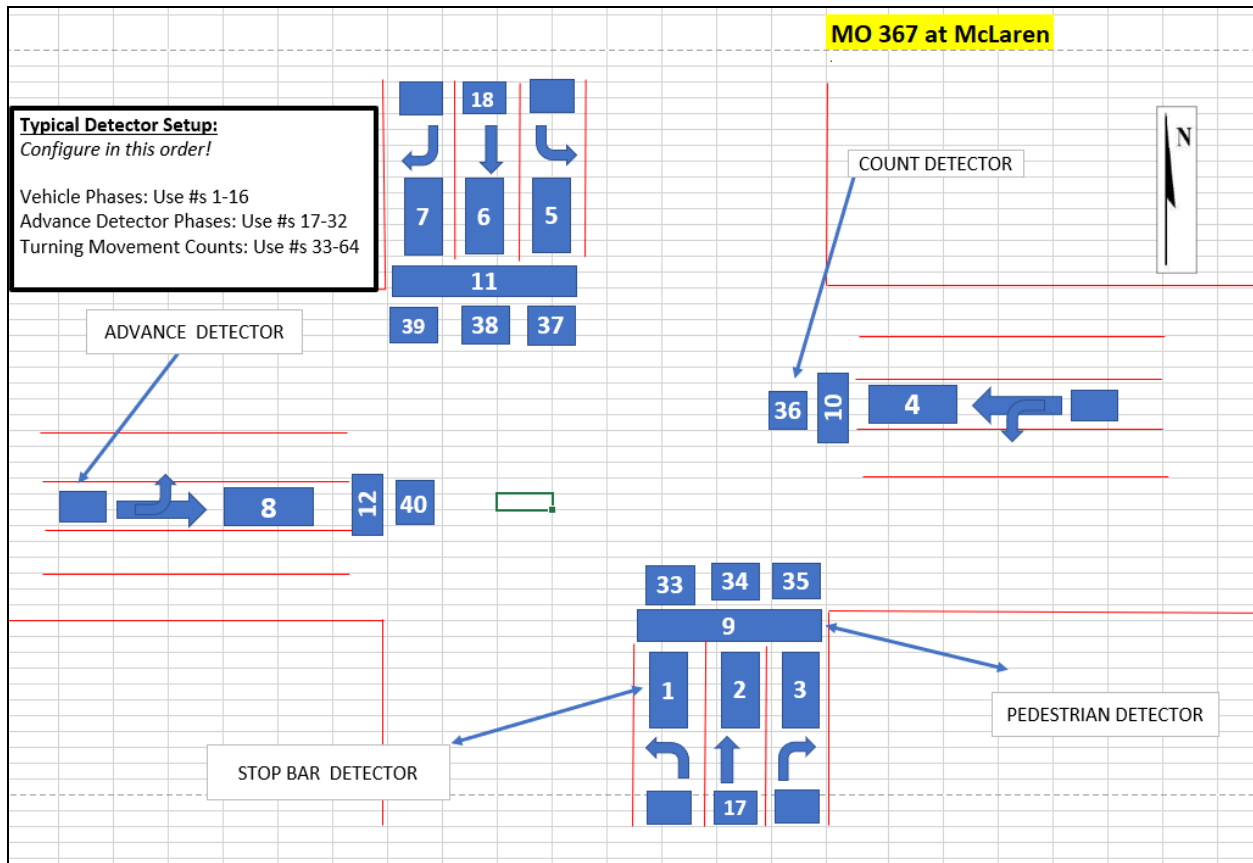 MO 367 at McLaren
.
Typical Detector Setup:
Configure in this order!
Vehicle Phases: Use #s 1-16
Advance Detector Phases: Use #s 17-32
Turning Movement Counts: Use #s 33-64
18
N
COUNT DETECTOR
7
6
5
11
39
38
37
ADVANCE DETECTOR
36
10
4
8
12
40
33
34
35
9
1
2
3
PEDESTRIAN DETECTOR
STOP BAR DETECTOR
17